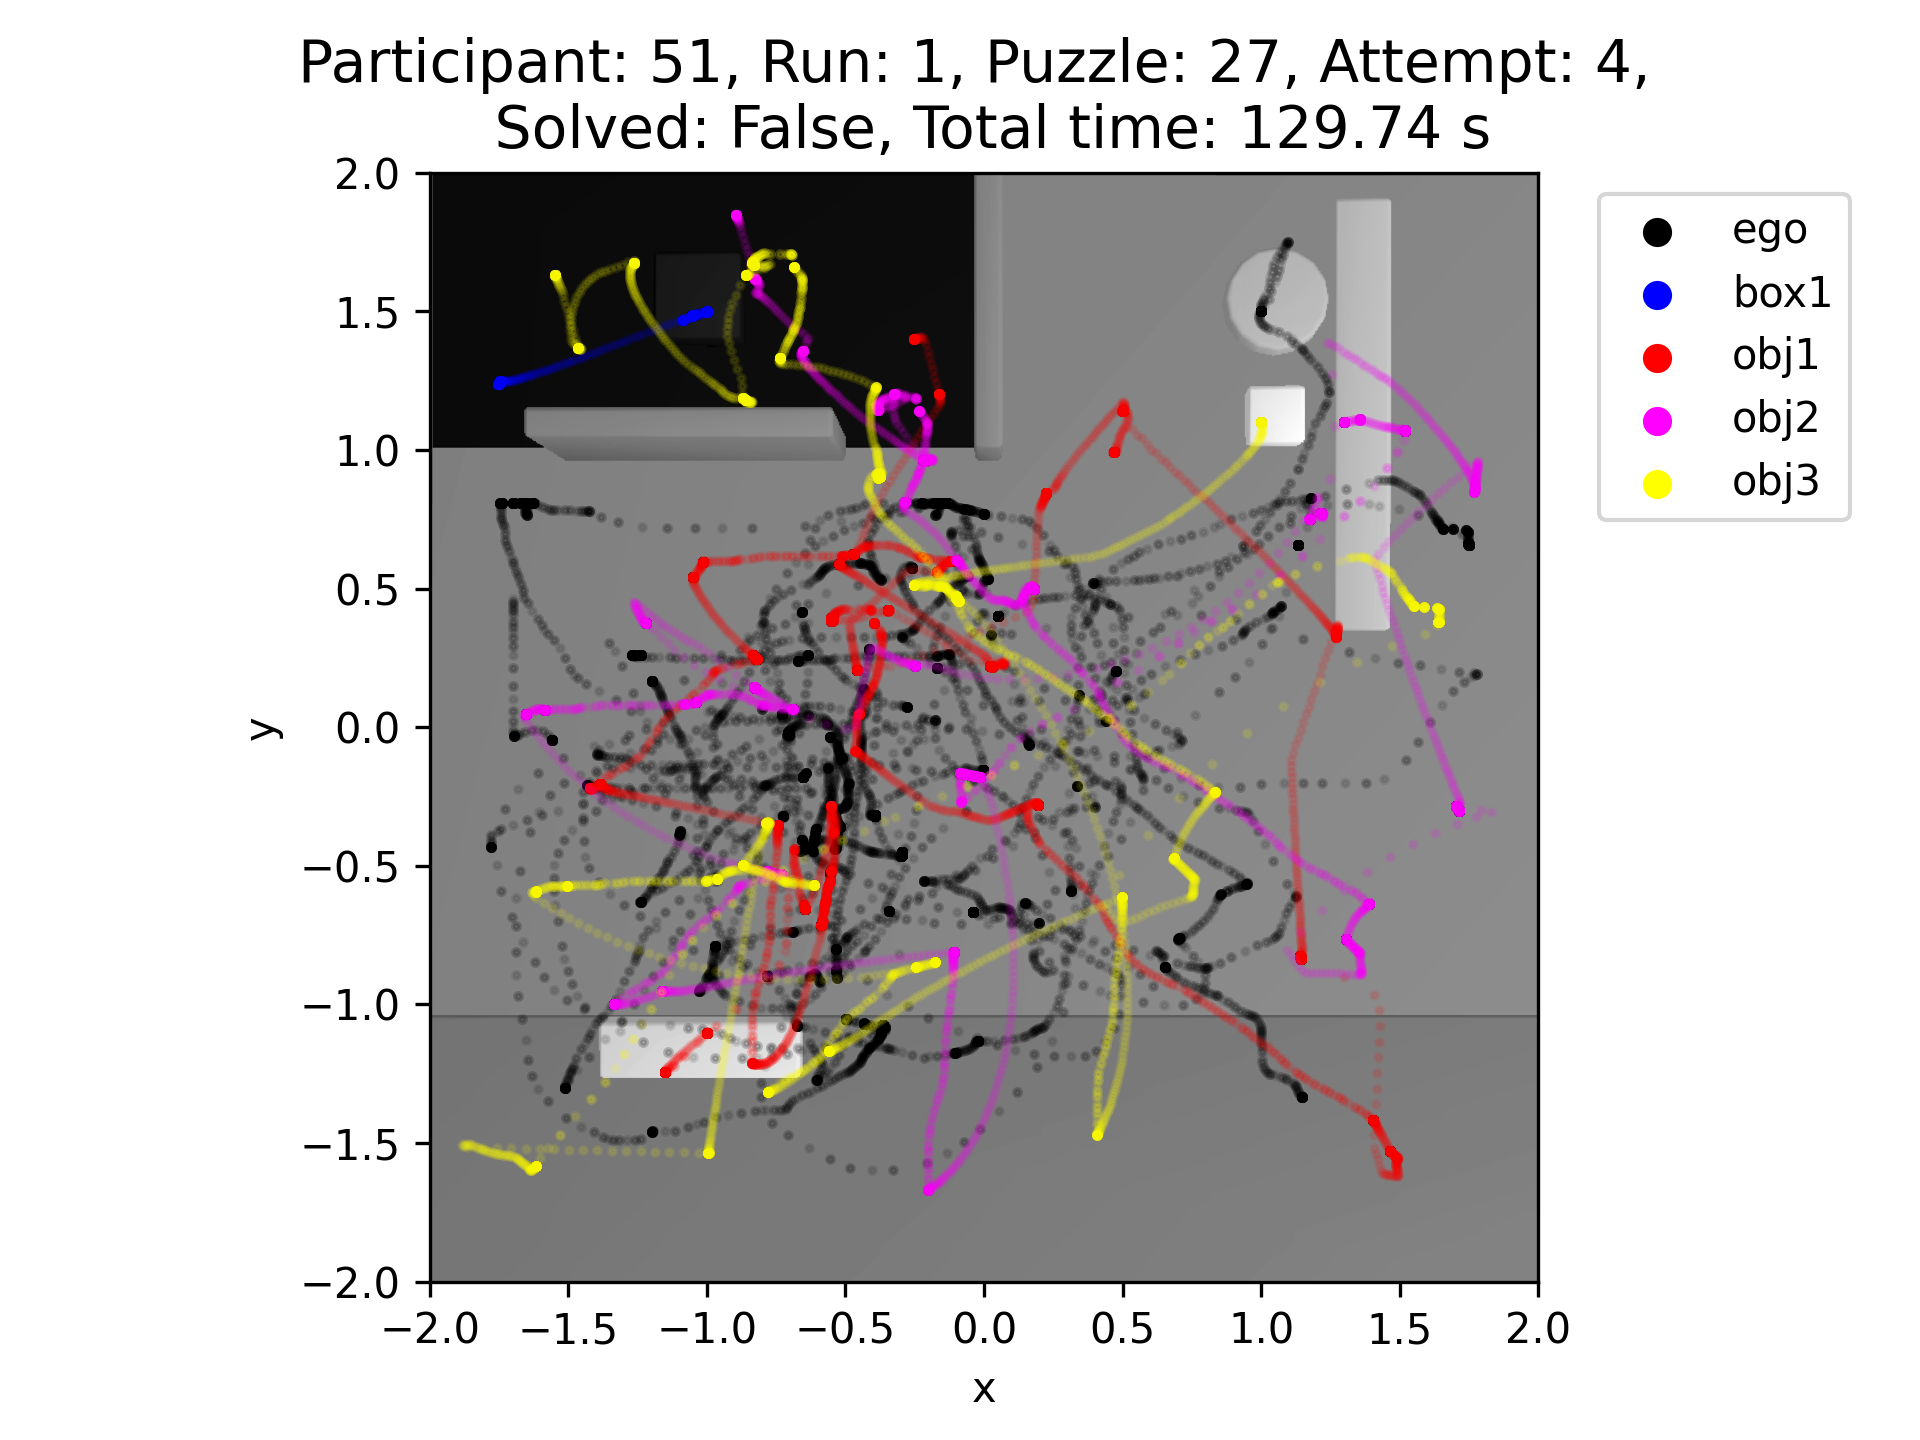 Participant: 51, Run: 1, Puzzle: 27, Attempt: 4,
Solved: False, Total time: 129.74 s
ego
box1
obj1
obj2
obj3
2.0
1.5
1.0
0.5
0.0
−0.5
−1.0
−1.5
−2.0
y
−2.0 −1.5 −1.0 −0.5 0.0 0.5 1.0 1.5 2.0
x